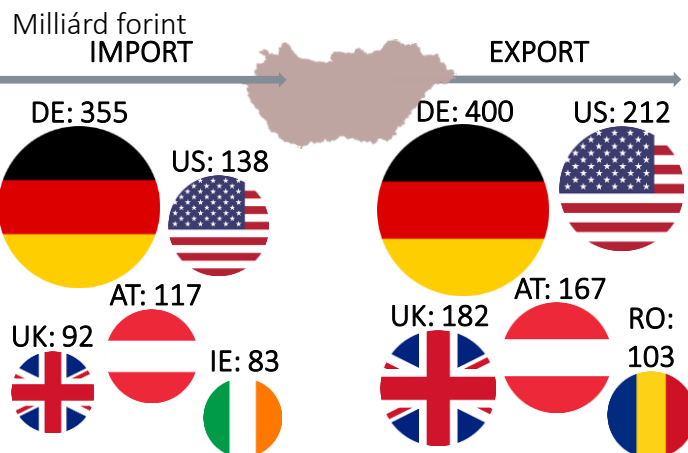 Milliárd forint
IMPORT
EXPORT
DE: 355
US: 138
AT: 117
UK: 92
IE: 83
DE: 400
US: 212
AT: 167
UK: 182
RO:
103